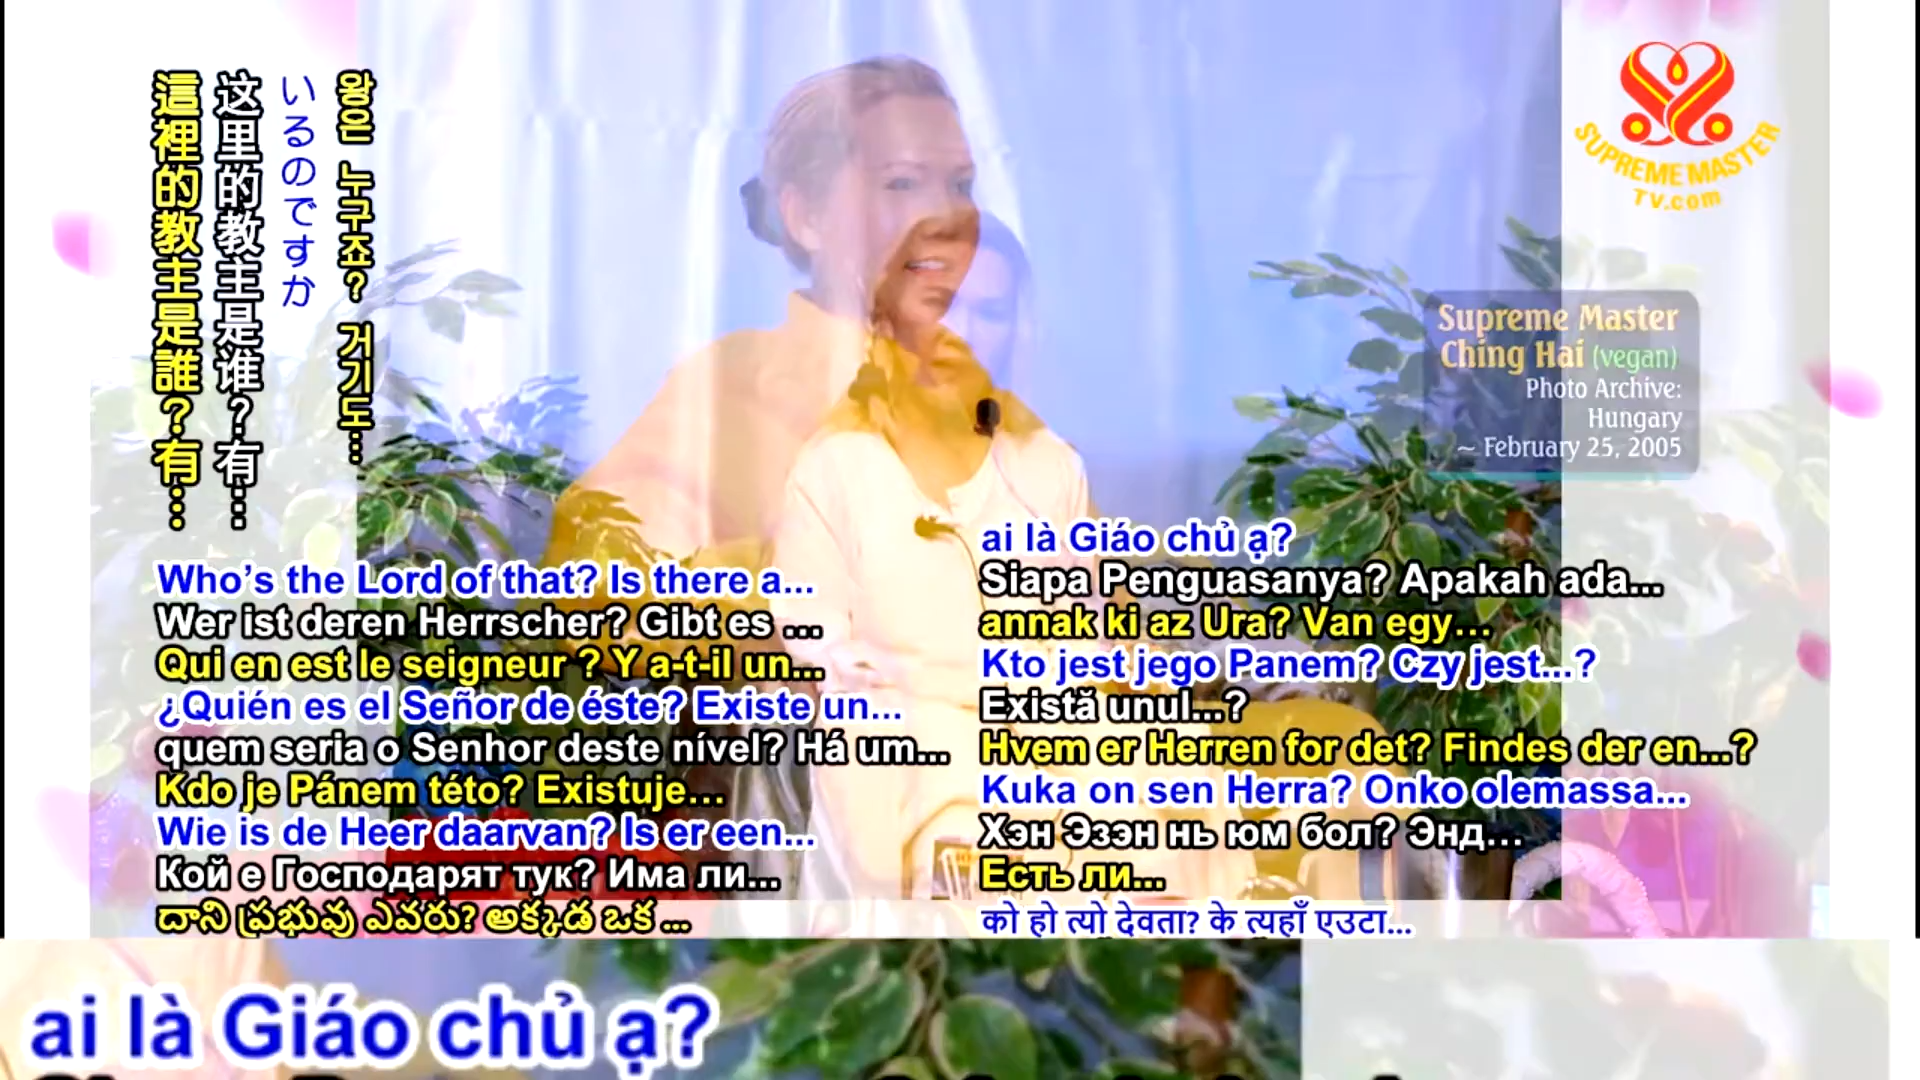 這裡的教主是誰?有…
这里的教主是谁?有…
いるのですか
왕은 누구죠? 거기도…
SUPREME MASTER
TV.com
Supreme Master
Ching Hai (vegan)
Photo Archive:
Hungary
~ February 25, 2005
Who's the Lord of that? Is there a...
Wer ist deren Herrscher? Gibt es ...
Qui en est le seigneur ? Y a-t-il un...
¿Quién es el Señor de éste? Existe un...
quem seria o Senhor deste nível? Há um...
Kdo je Pánem této? Existuje…
Wie is de Heer daarvan? Is er een...
Кой е Господарят тук? Има ли...
దాని ప్రభువు ఎవరు? అక్కడ ఒక ...
ai là Giáo chủ ạ?
Siapa Penguasanya? Apakah ada...
annak ki az Ura? Van egy…
Kto jest jego Panem? Czy jest...?
Există unul...?
Hvem er Herren for det? Findes der en...?
Kuka on sen Herra? Onko olemassa...
Хэн Эзэн нь юм бол? Энд…
Есть ли...
को हो त्यो देवता? के त्यहाँ एउटा...
ai là Giáo chủ ạ?